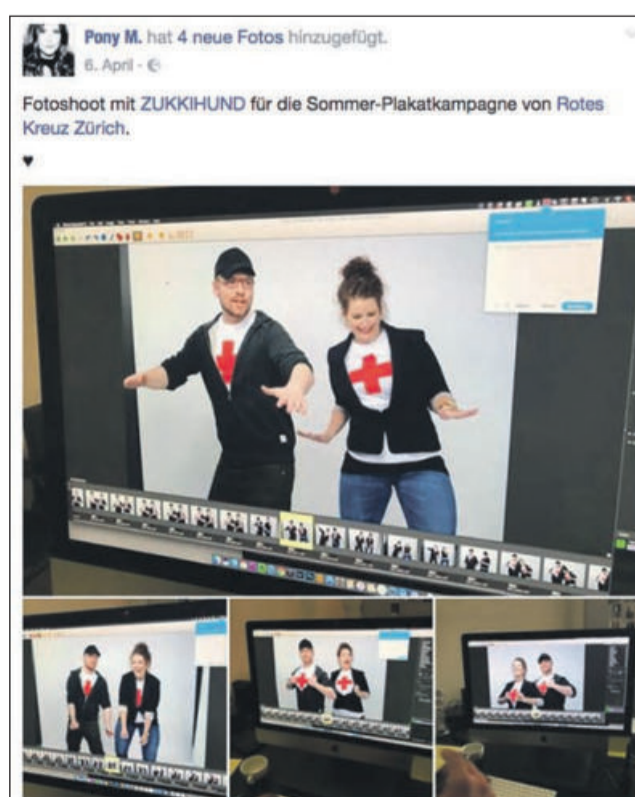 Pony M. hat 4 neue Fotos hinzugefügt.
6. April -
Fotoshoot mit ZUKKIHUND für die Sommer-Plakatkampagne von Rotes
Kreuz Zürich.
♥